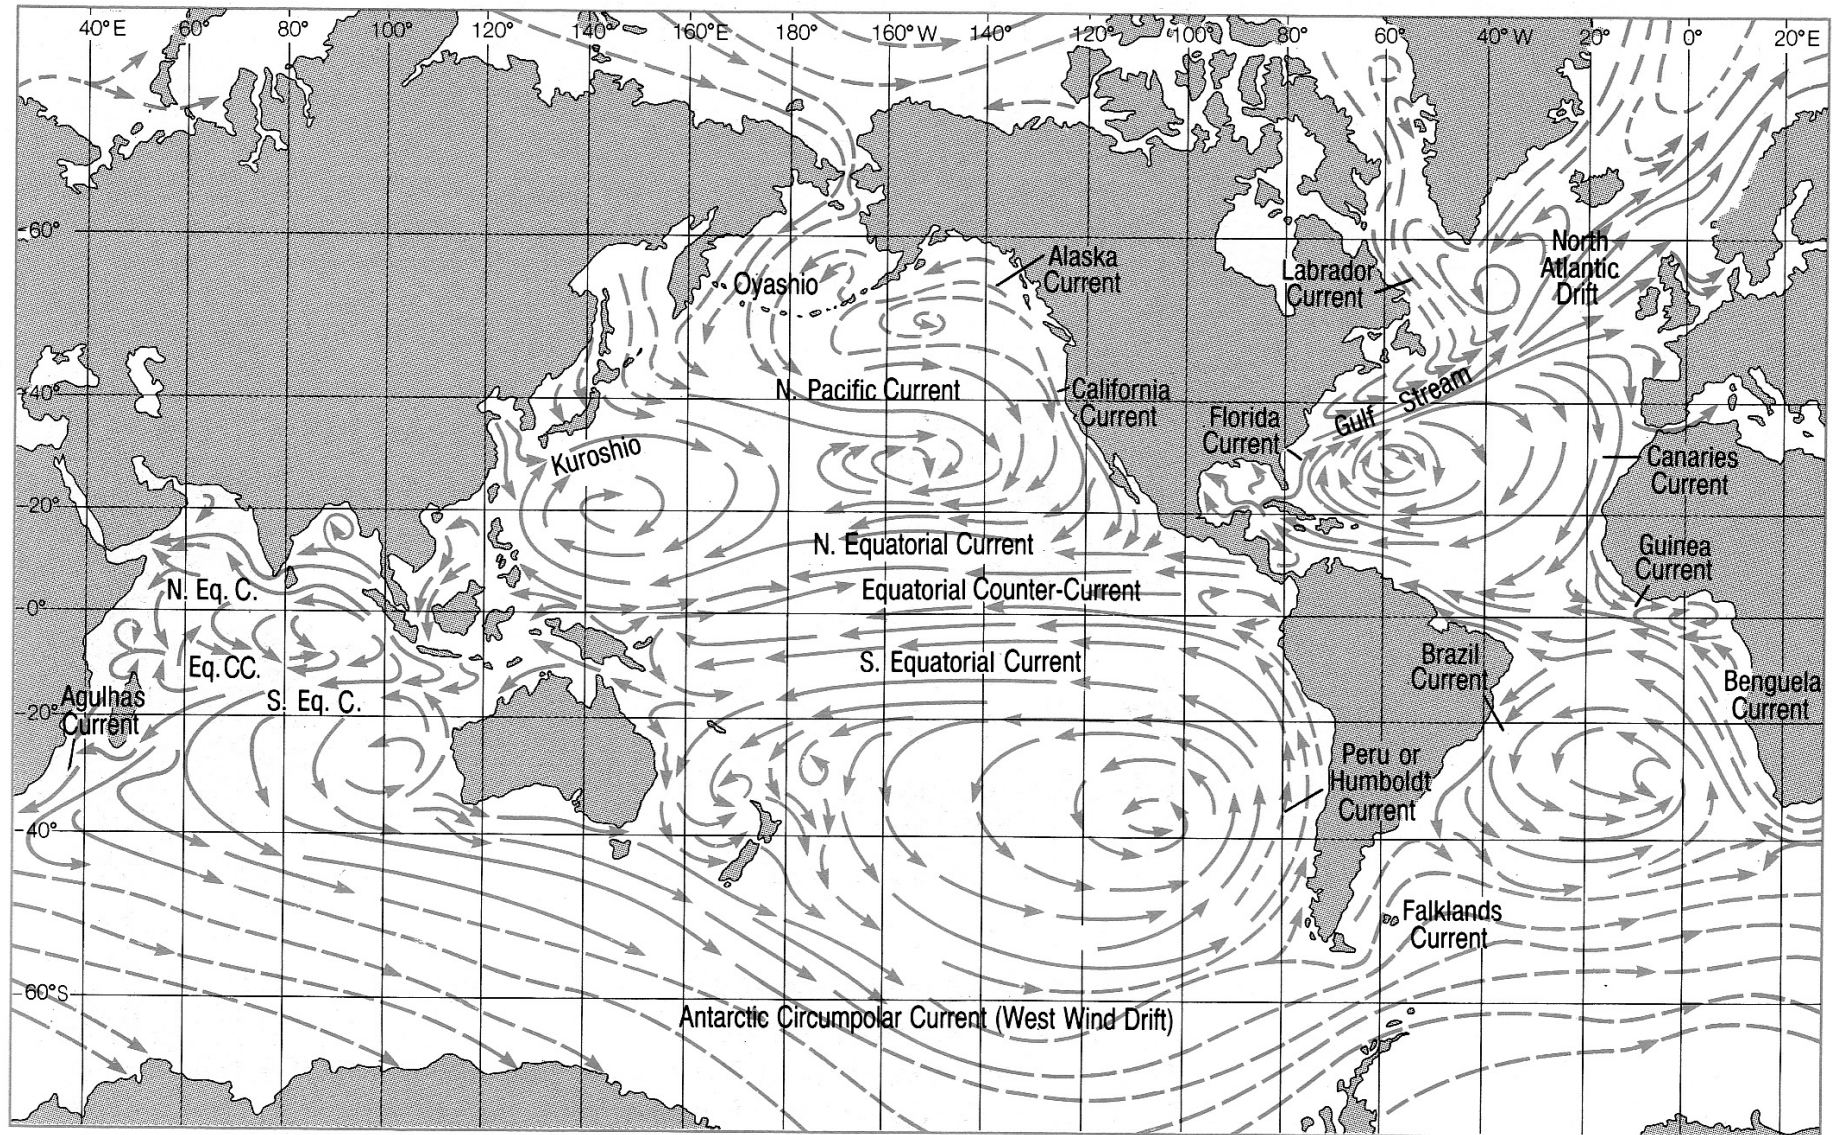 40°E 60° 80° 100° 120° 140° 160°E 180° 160°W 140° 120° 100° 80° 60° 40°W 20° 0° 20°E
60°
40°
20°
0°
20°
40°
60°S
Oyashio
Alaska
Current
Labrador
Current
North
Atlantic
Drift
N. Pacific Current
California
Current
Florida
Current
Gulf Stream
Kuroshio
Canaries
Current
N. Equatorial Current
Guinea
Current
N. Eq. C.
Equatorial Counter-Current
Eq.CC.
S. Equatorial Current
Brazil
Current
Benguela
Current
Agulhas
Current
S. Eq. C.
Peru or
Humboldt
Current
Falklands
Current
Antarctic Circumpolar Current (West Wind Drift)